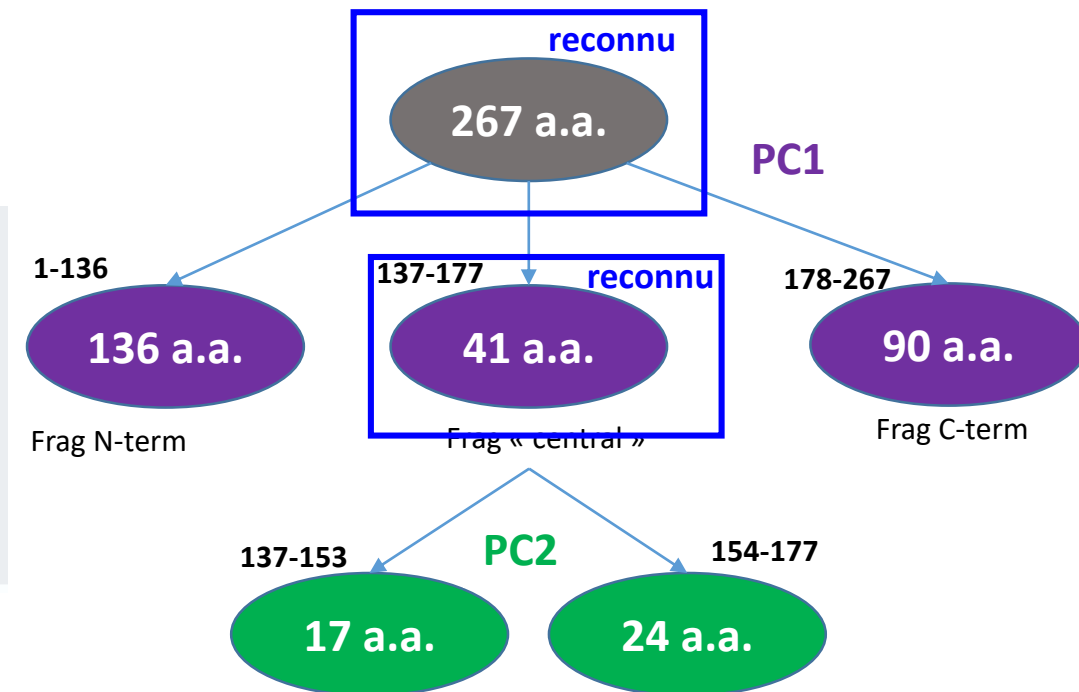 reconnu
267 a.a.
PC1
1-136
137-177
reconnu
178-267
136 a.a.
41 a.a.
90 a.a.
Frag N-term
Frag « central »
Frag C-term
137-153
PC2
154-177
17 a.a.
24 a.a.